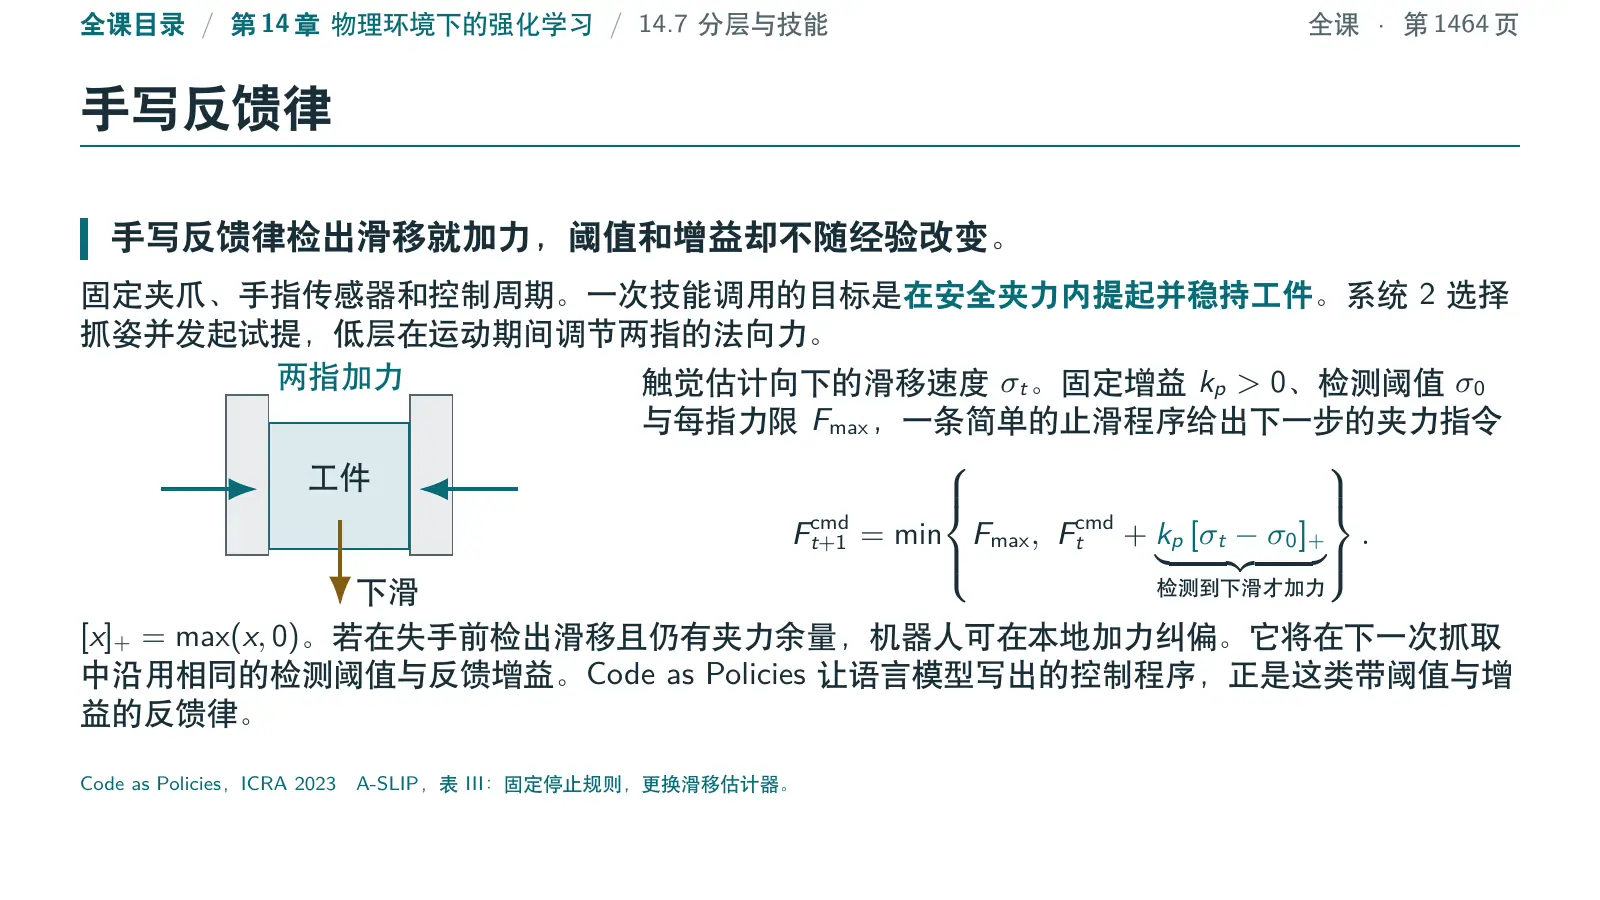 全课目录 / 第 14 章 物理环境下的强化学习 / 14.7 分层与技能
全课 · 第 1464 页
手写反馈律
手写反馈律检出滑移就加力，阈值和增益却不随经验改变。
固定夹爪、手指传感器和控制周期。一次技能调用的目标是在安全夹力内提起并稳持工件。系统 2 选择
抓姿并发起试提，低层在运动期间调节两指的法向力。
两指加力
工件
下滑
触觉估计向下的滑移速度 σ_t。固定增益 k_p > 0、检测阈值 σ_0
与每指力限 F_max，一条简单的止滑程序给出下一步的夹力指令
F_{t+1}^{cmd} = min{ F_max, F_t^{cmd} + k_p [σ_t − σ_0]_+ } .
检测到下滑才加力
[x]_+ = max(x, 0)。若在失手前检出滑移且仍有夹力余量，机器人可在本地加力纠偏。它将在下一次抓取
中沿用相同的检测阈值与反馈增益。Code as Policies 让语言模型写出的控制程序，正是这类带阈值与增
益的反馈律。
Code as Policies，ICRA 2023 A-SLIP，表 III：固定停止规则，更换滑移估计器。